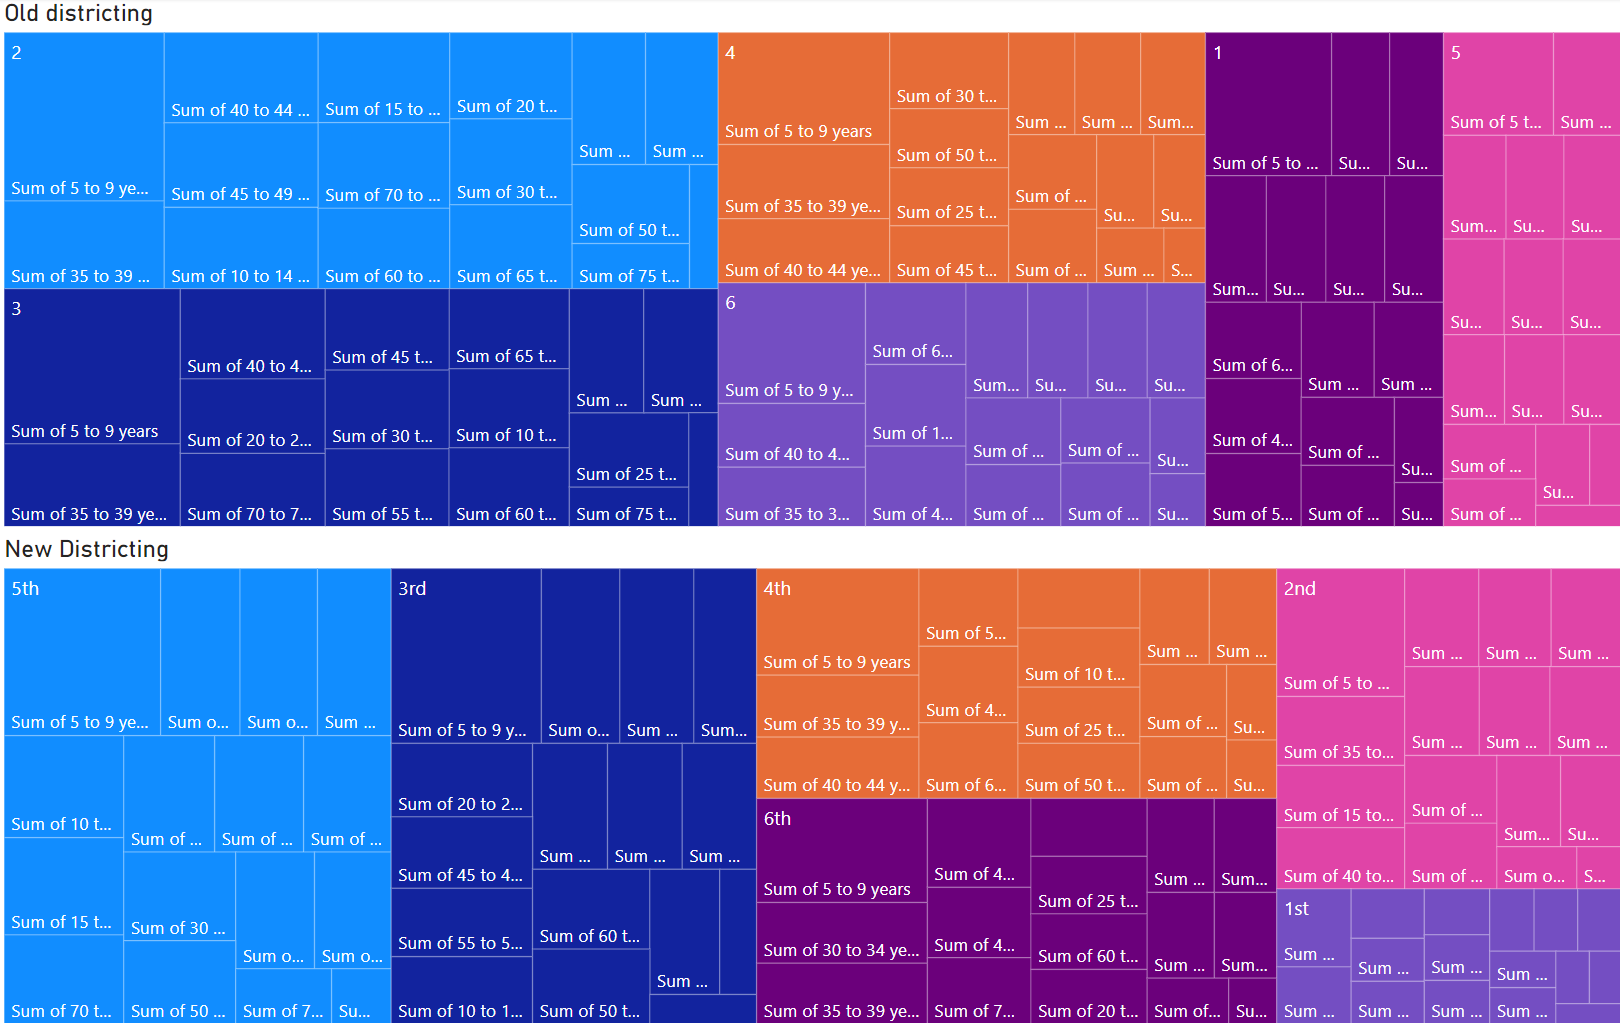 Old districting
2
Sum of 5 to 9 ye...
Sum of 35 to 39 ...
Sum of 40 to 44 ...
Sum of 45 to 49 ...
Sum of 10 to 14 ...
Sum of 15 to ...
Sum of 70 to ...
Sum of 60 to ...
Sum of 20 t...
Sum of 30 t...
Sum of 65 t...
Sum ...
Sum ...
Sum of 50 t...
Sum of 75 t...
3
Sum of 5 to 9 years
Sum of 35 to 39 ye...
Sum of 40 to 4...
Sum of 20 to 2...
Sum of 70 to 7...
Sum of 45 t...
Sum of 30 t...
Sum of 55 t...
Sum of 65 t...
Sum of 10 t...
Sum of 60 t...
Sum ...
Sum ...
Sum of 25 t...
Sum of 75 t...
4
Sum of 5 to 9 years
Sum of 35 to 39 ye...
Sum of 40 to 44 ye...
Sum of 30 t...
Sum of 50 t...
Sum of 25 t...
Sum of 45 t...
Sum ...
Sum ...
Sum...
Sum of ...
Sum of ...
Su...
Su...
Sum ...
S...
6
Sum of 5 to 9 y...
Sum of 40 to 4...
Sum of 35 to 3...
Sum of 6...
Sum of 1...
Sum of 4...
Sum...
Su...
Su...
Su...
Sum of ...
Sum of ...
Sum of ...
Sum of ...
Su...
Su...
1
Sum of 5 to ...
Su...
Su...
Sum...
Su...
Su...
Su...
Sum of 6...
Sum of 4...
Sum of 5...
Sum ...
Sum ...
Sum of ...
Sum of ...
Su...
Su...
5
Sum of 5 t...
Sum ...
Sum...
Su...
Su...
Su...
Su...
Su...
Sum...
Su...
Su...
Sum of ...
Sum of ...
Su...
New Districting
5th
Sum of 5 to 9 ye...
Sum o...
Sum o...
Sum ...
Sum of 10 t...
Sum of 15 t...
Sum of 70 t...
Sum of ...
Sum of ...
Sum of ...
Sum of 30 ...
Sum of 50 ...
Sum o...
Sum o...
Sum of 7...
Su...
3rd
Sum of 5 to 9 y...
Sum o...
Sum ...
Sum...
Sum of 20 to 2...
Sum of 45 to 4...
Sum of 55 to 5...
Sum of 10 to 1...
Sum ...
Sum ...
Sum ...
Sum of 60 t...
Sum of 50 t...
Sum ...
4th
Sum of 5 to 9 years
Sum of 35 to 39 y...
Sum of 40 to 44 y...
Sum of 5...
Sum of 4...
Sum of 6...
Sum of 10 t...
Sum of 25 t...
Sum of 50 t...
Sum ...
Sum ...
Sum of ...
Sum of ...
Su...
Su...
6th
Sum of 5 to 9 years
Sum of 30 to 34 ye...
Sum of 35 to 39 ye...
Sum of 4...
Sum of 4...
Sum of 7...
Sum of 25 t...
Sum of 60 t...
Sum of 20 t...
Sum ...
Sum...
Sum ...
Sum...
Sum of...
Su...
2nd
Sum of 5 to ...
Sum of 35 to...
Sum of 15 to...
Sum of 40 to...
Sum ...
Sum ...
Sum ...
Sum ...
Sum ...
Sum ...
Sum of ...
Sum of ...
Sum...
Su...
Sum o...
S...
1st
Sum ...
Sum ...
Sum ...
Sum ...
Sum ...
Sum ...
Sum ...
Sum ...